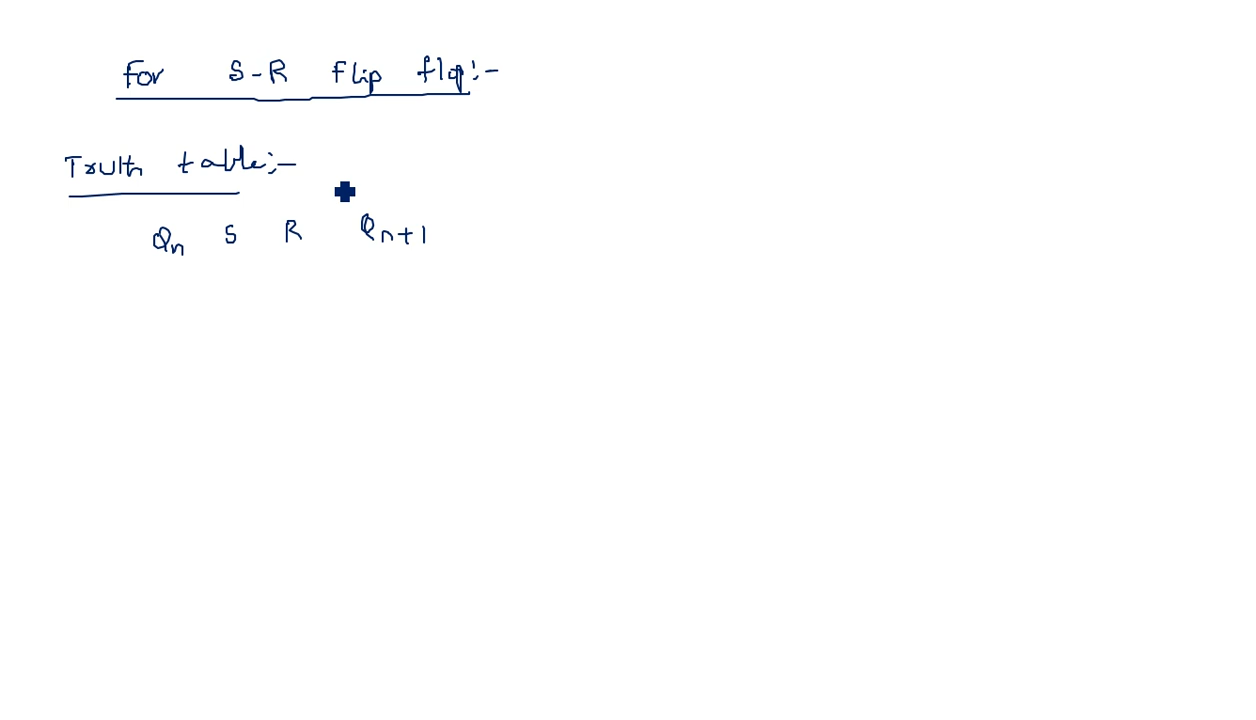 For S-R Flip flop:-
Truth table:-
Qn S R Qn+1